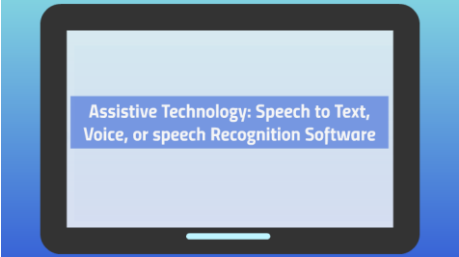 Assistive Technology: Speech to Text,
Voice, or speech Recognition Software